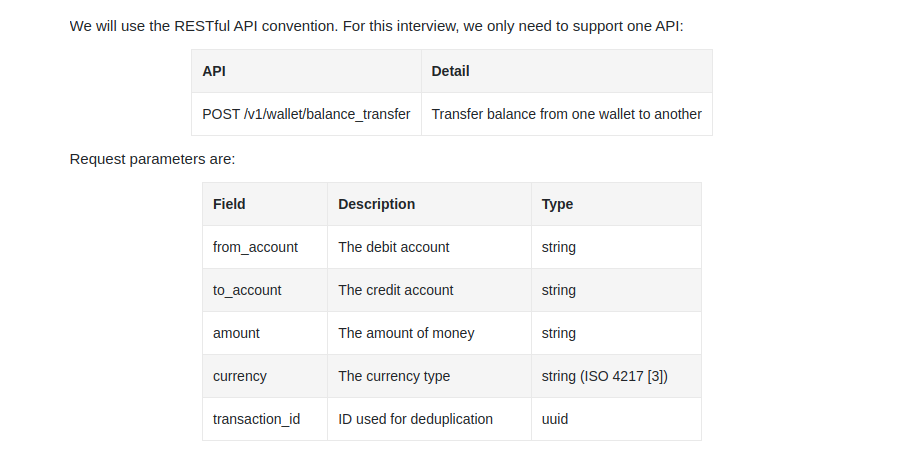 We will use the RESTful API convention. For this interview, we only need to support one API:
API Detail
POST /v1/wallet/balance_transfer Transfer balance from one wallet to another
Request parameters are:
Field Description Type
from_account The debit account string
to_account The credit account string
amount The amount of money string
currency The currency type string (ISO 4217 [3])
transaction_id ID used for deduplication uuid